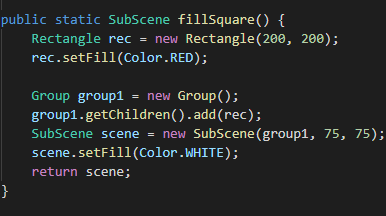 public static SubScene fillSquare() {
Rectangle rec = new Rectangle(200, 200);
rec.setFill(Color.RED);
Group group1 = new Group();
group1.getChildren().add(rec);
SubScene scene = new SubScene(group1, 75, 75);
scene.setFill(Color.WHITE);
return scene;
}